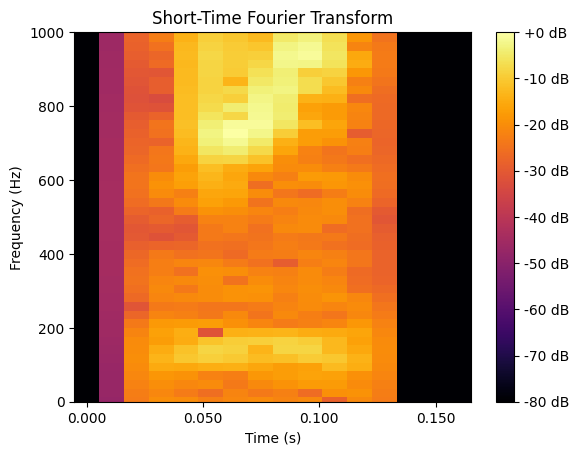 Short-Time Fourier Transform
1000
800
600
400
200
0
Frequency (Hz)
0.000
0.050
0.100
0.150
Time (s)
+0 dB
-10 dB
-20 dB
-30 dB
-40 dB
-50 dB
-60 dB
-70 dB
-80 dB